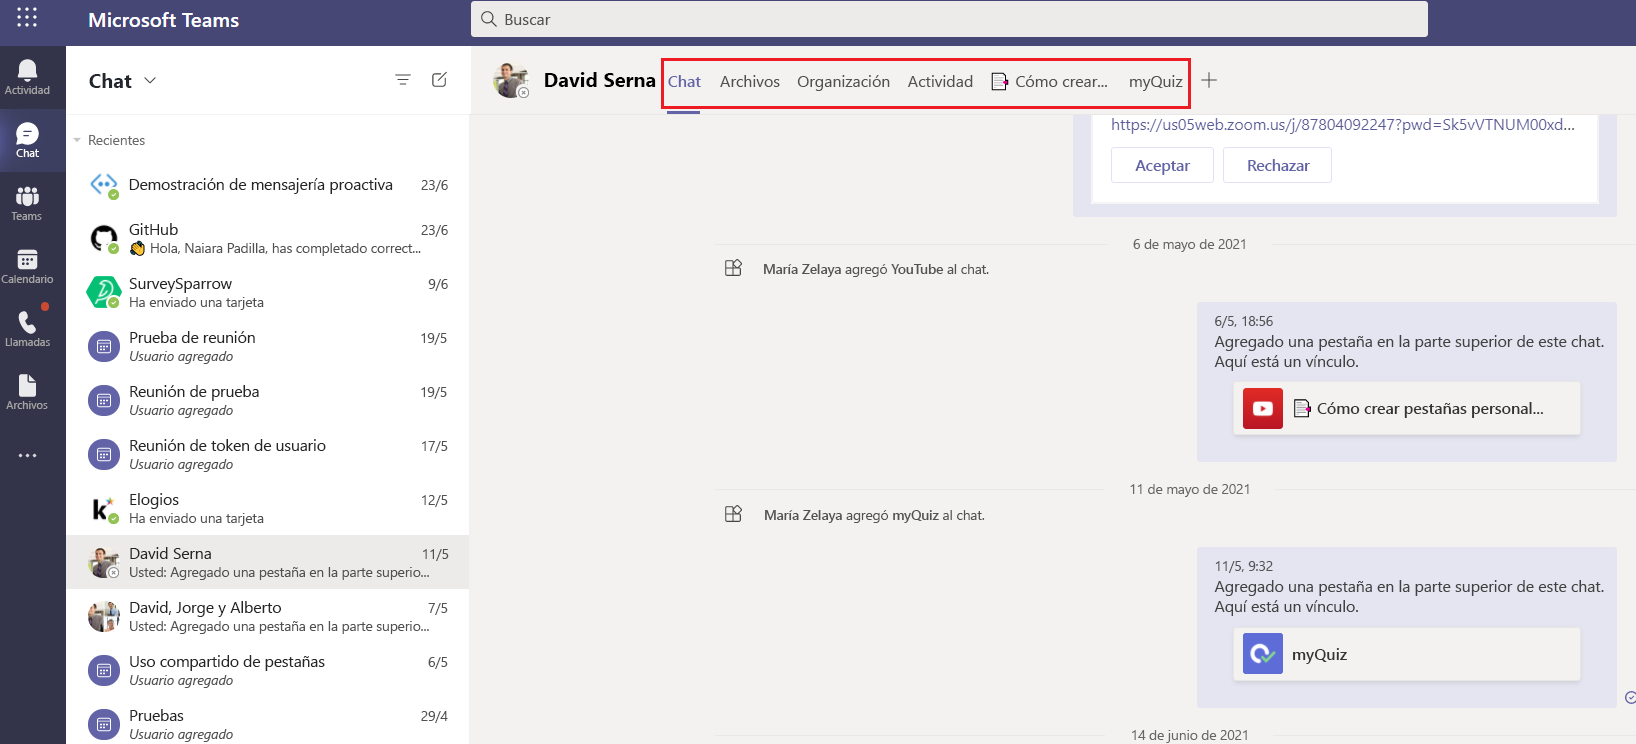 Microsoft Teams
Buscar
Actividad
Chat
Teams
Calendario
Llamadas
Archivos
Chat
Recientes
Demostración de mensajería proactiva 23/6
GitHub 23/6
Hola, Naiara Padilla, has completado correct...
SurveySparrow 9/6
Ha enviado una tarjeta
Prueba de reunión 19/5
Usuario agregado
Reunión de prueba 19/5
Usuario agregado
Reunión de token de usuario 17/5
Usuario agregado
Elogios 12/5
Ha enviado una tarjeta
David Serna 11/5
Usted: Agregado una pestaña en la parte superio...
David, Jorge y Alberto 7/5
Usted: Agregado una pestaña en la parte superio...
Uso compartido de pestañas 6/5
Usuario agregado
Pruebas 29/4
Usuario agregado
David Serna Chat Archivos Organización Actividad Cómo crear... myQuiz
https://us05web.zoom.us/j/87804092247?pwd=Sk5vVTNUM00xd...
Aceptar Rechazar
6 de mayo de 2021
María Zelaya agregó YouTube al chat.
6/5, 18:56
Agregado una pestaña en la parte superior de este chat.
Aquí está un vínculo.
Cómo crear pestañas personal...
11 de mayo de 2021
María Zelaya agregó myQuiz al chat.
11/5, 9:32
Agregado una pestaña en la parte superior de este chat.
Aquí está un vínculo.
myQuiz
14 de junio de 2021